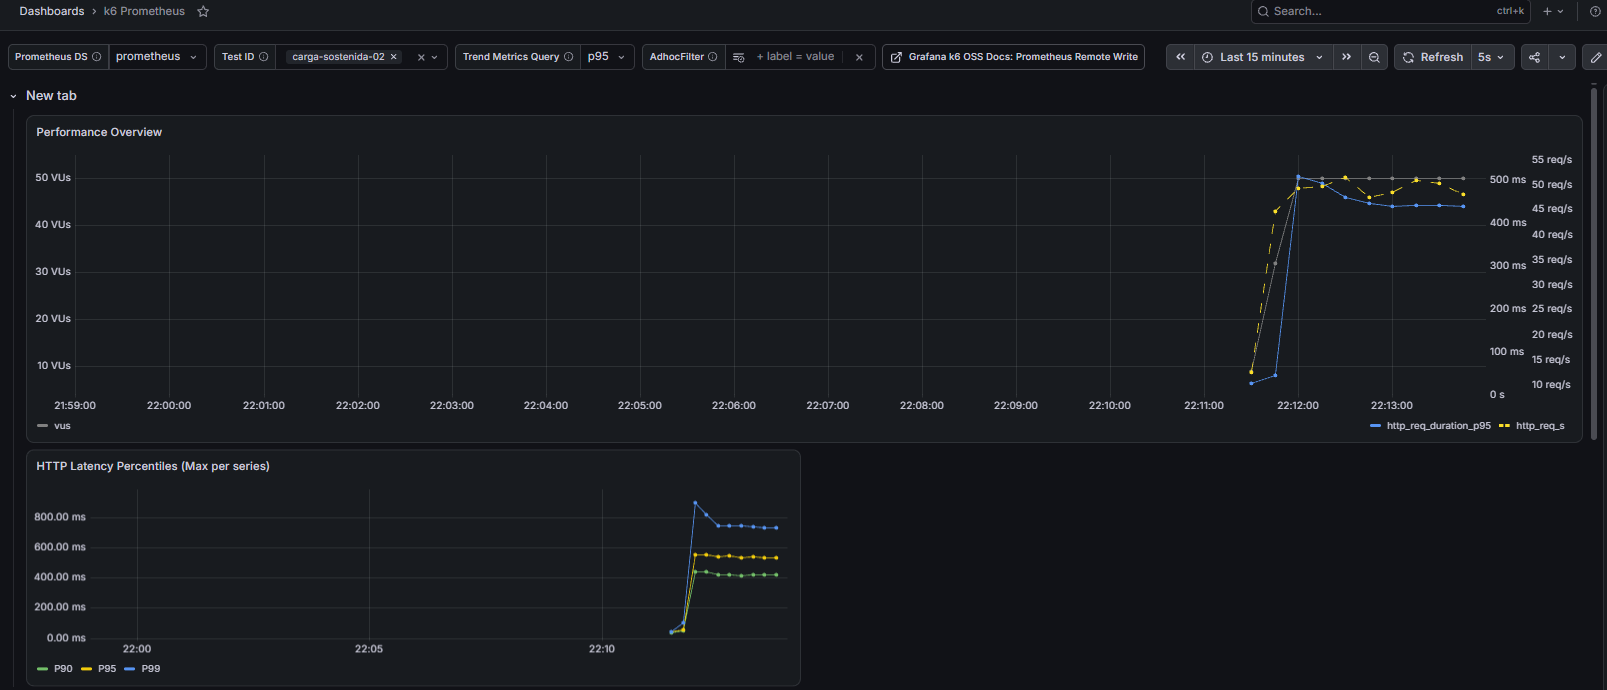 Dashboards › k6 Prometheus
Search... ctrl+k
Prometheus DS prometheus Test ID carga-sostenida-02 Trend Metrics Query p95 AdhocFilter + label = value Grafana k6 OSS Docs: Prometheus Remote Write Last 15 minutes Refresh 5s
New tab
Performance Overview
55 req/s
50 VUs 500 ms 50 req/s
45 req/s
40 VUs 400 ms 40 req/s
30 VUs 300 ms 35 req/s
30 req/s
20 VUs 200 ms 25 req/s
20 req/s
10 VUs 100 ms 15 req/s
10 req/s
0 s
21:59:00 22:00:00 22:01:00 22:02:00 22:03:00 22:04:00 22:05:00 22:06:00 22:07:00 22:08:00 22:09:00 22:10:00 22:11:00 22:12:00 22:13:00
vus http_req_duration_p95 http_req_s
HTTP Latency Percentiles (Max per series)
800.00 ms
600.00 ms
400.00 ms
200.00 ms
0.00 ms
22:00 22:05 22:10
P90 P95 P99